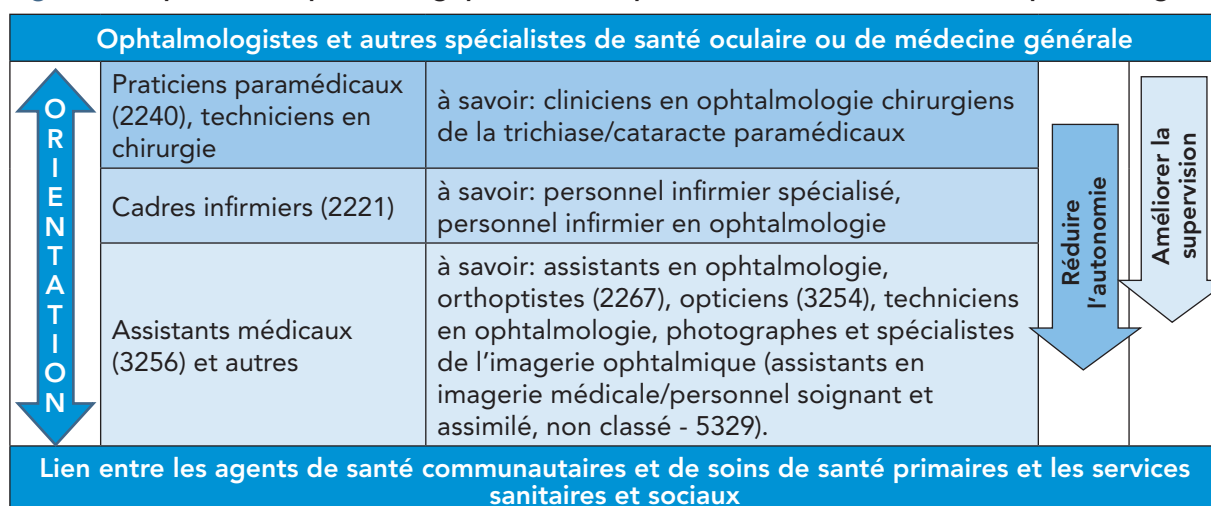 Ophtalmologistes et autres spécialistes de santé oculaire ou de médecine générale
ORIENTATION
Praticiens paramédicaux
(2240), techniciens en
chirurgie
à savoir: cliniciens en ophtalmologie chirurgiens
de la trichiase/cataracte paramédicaux
Cadres infirmiers (2221)
à savoir: personnel infirmier spécialisé,
personnel infirmier en ophtalmologie
Assistants médicaux
(3256) et autres
à savoir: assistants en ophtalmologie,
orthoptistes (2267), opticiens (3254), techniciens
en ophtalmologie, photographes et spécialistes
de l'imagerie ophtalmique (assistants en
imagerie médicale/personnel soignant et
assimilé, non classé - 5329).
Réduire
l'autonomie
Améliorer la
supervision
Lien entre les agents de santé communautaires et de soins de santé primaires et les services
sanitaires et sociaux